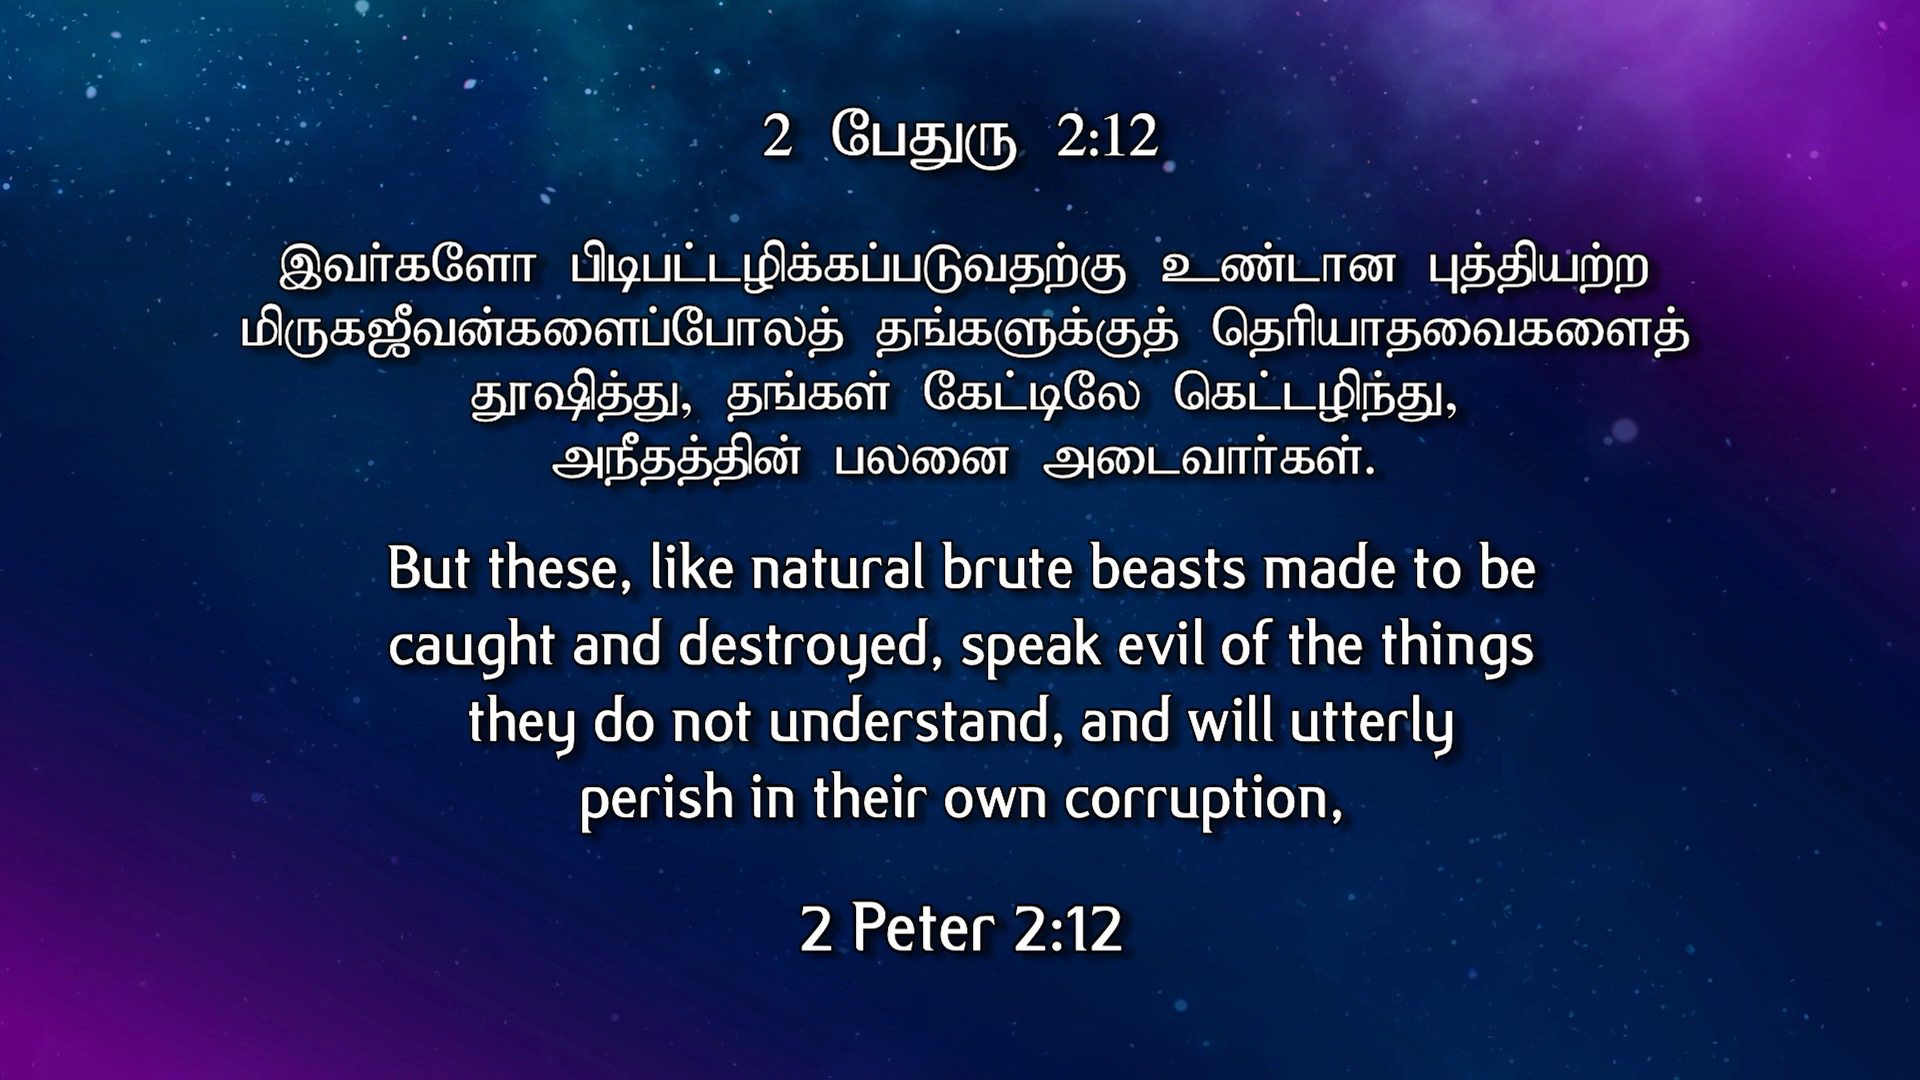 2 பேதுரு 2:12
இவர்களோ பிடிபட்டழிக்கப்படுவதற்கு உண்டான புத்தியற்ற
மிருகஜீவன்களைப்போலத் தங்களுக்குத் தெரியாதவைகளைத்
தூஷித்து, தங்கள் கேட்டிலே கெட்டழிந்து,
அநீதத்தின் பலனை அடைவார்கள்.
But these, like natural brute beasts made to be
caught and destroyed, speak evil of the things
they do not understand, and will utterly
perish in their own corruption,
2 Peter 2:12